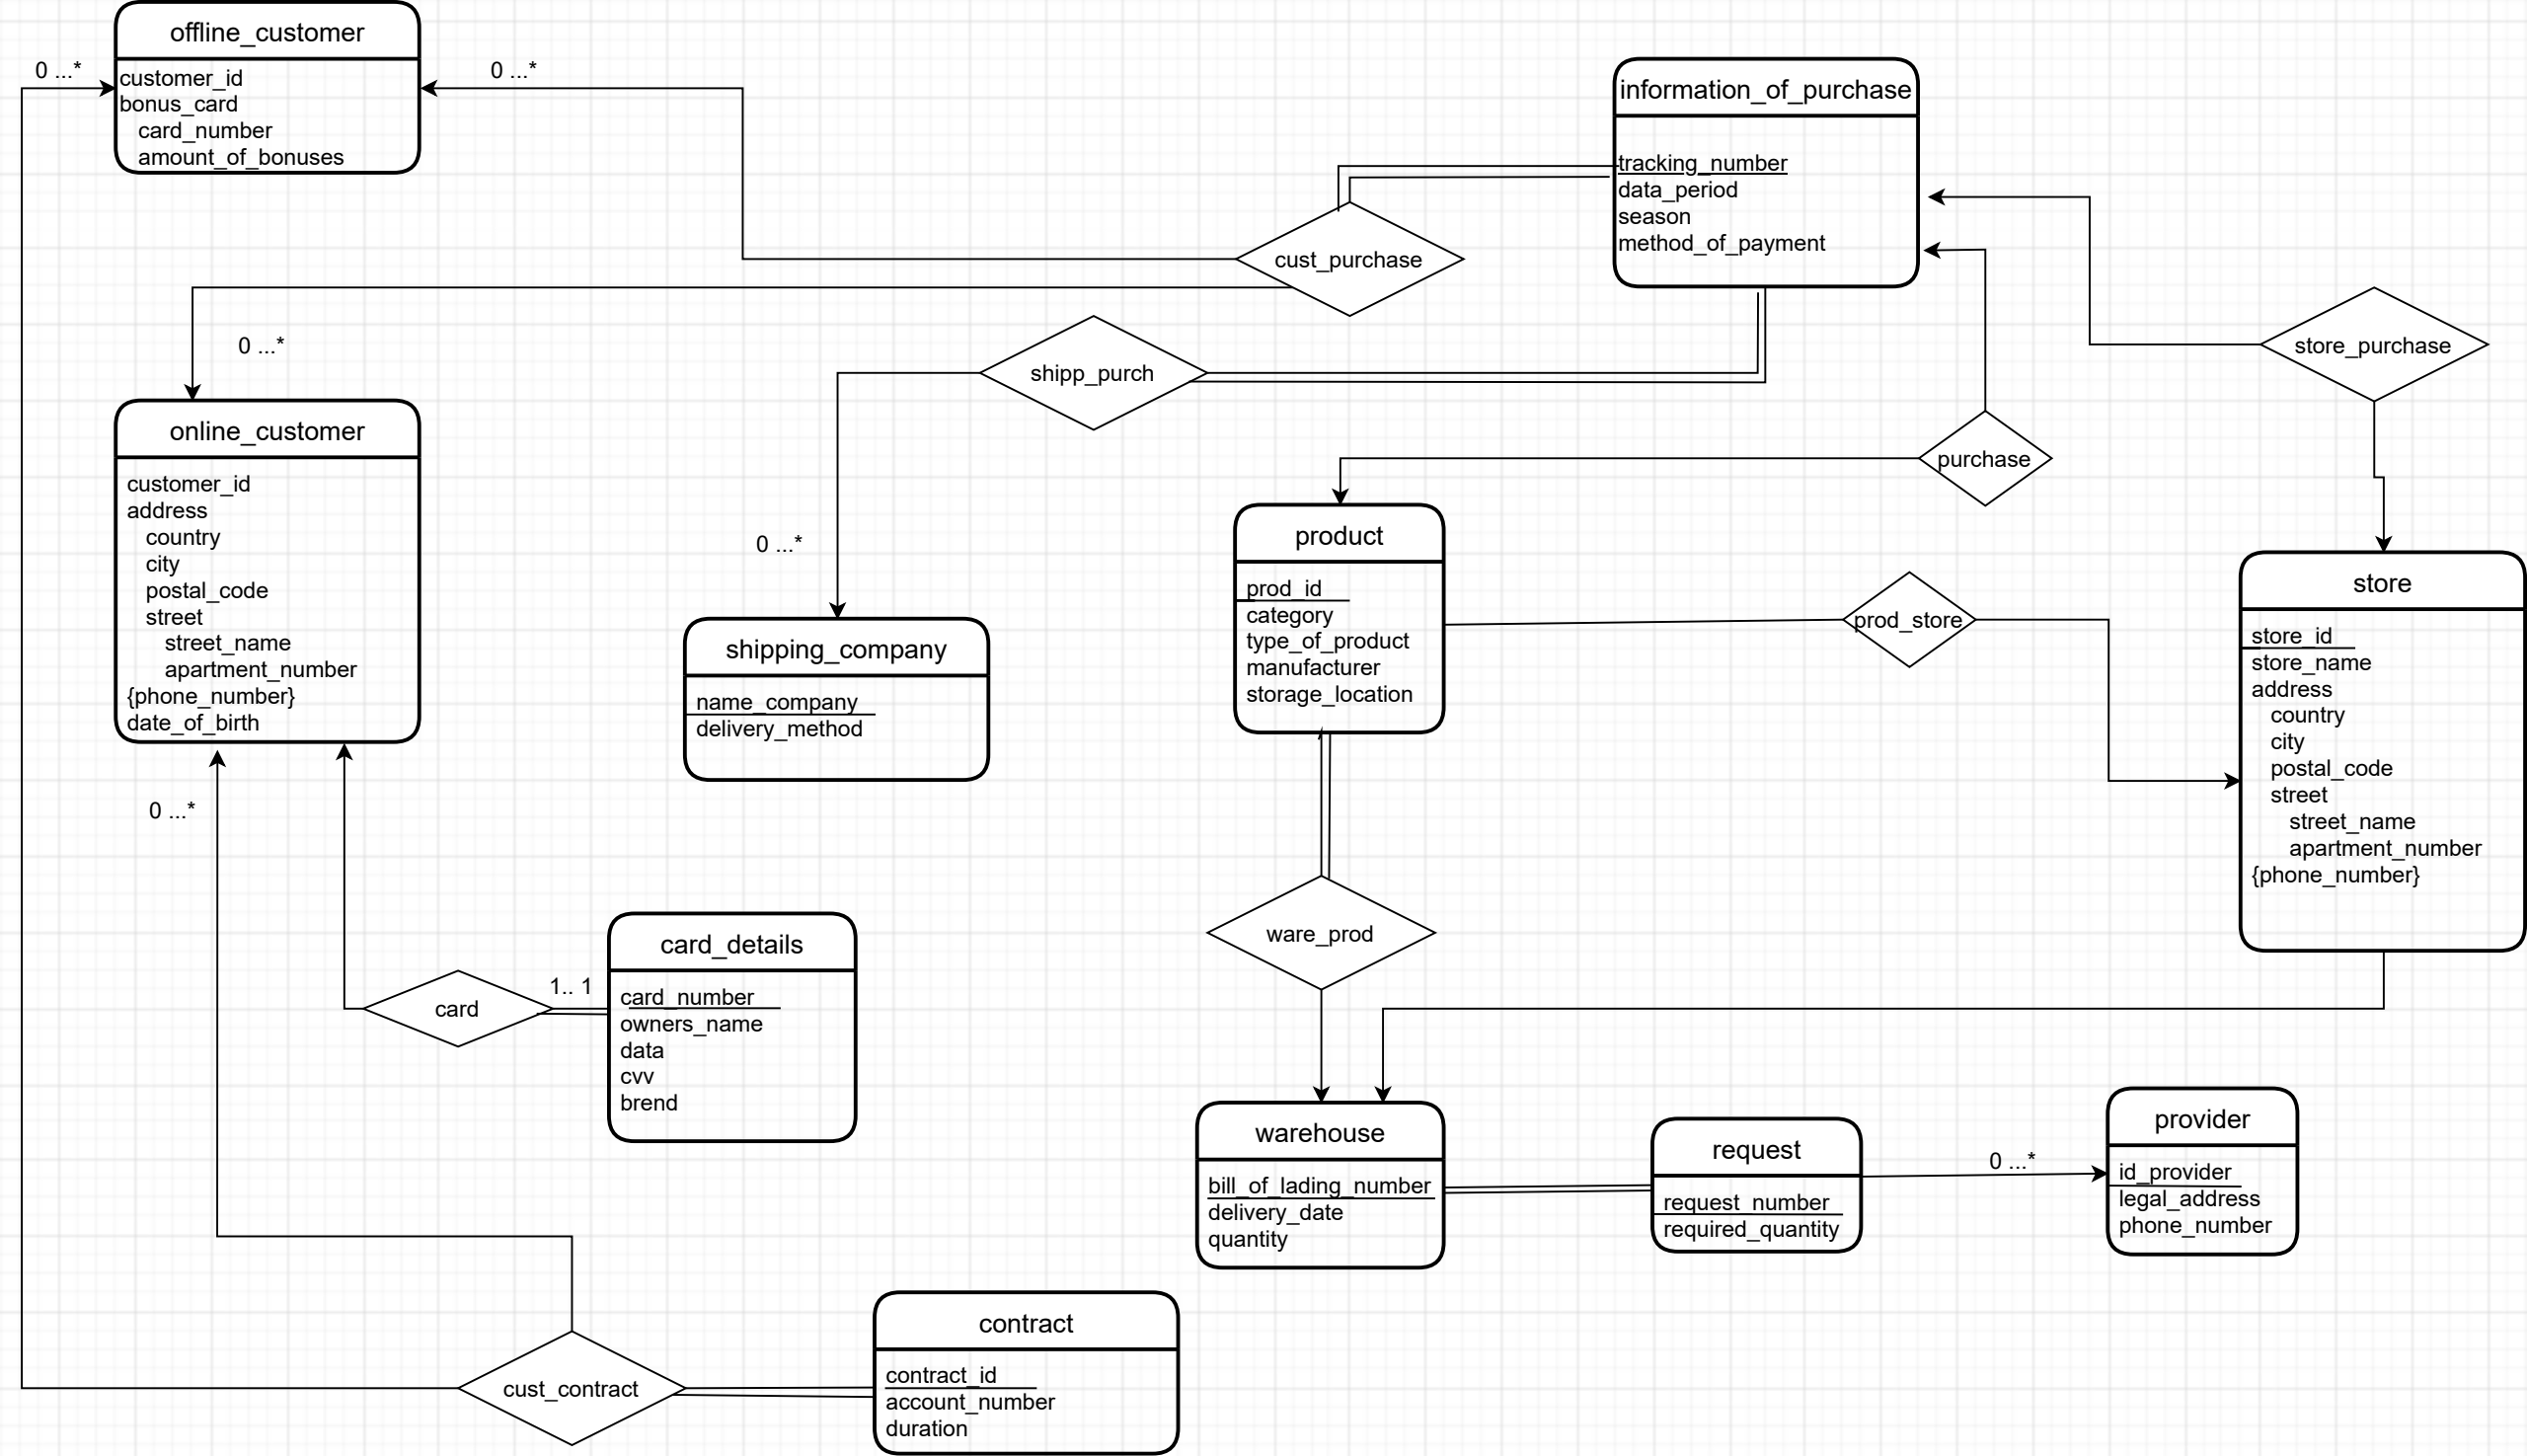 offline_customer
0 ...*
customer_id
bonus_card
card_number
amount_of_bonuses
0 ...*
information_of_purchase
tracking_number
data_period
season
method_of_payment
cust_purchase
0 ...*
shipp_purch
store_purchase
online_customer
customer_id
address
country
city
postal_code
street
street_name
apartment_number
{phone_number}
date_of_birth
purchase
0 ...*
product
prod_id
category
type_of_product
manufacturer
storage_location
prod_store
store
store_id
store_name
address
country
city
postal_code
street
street_name
apartment_number
{phone_number}
shipping_company
name_company
delivery_method
0 ...*
card
1.. 1
card_details
card_number
owners_name
data
cvv
brend
ware_prod
warehouse
bill_of_lading_number
delivery_date
quantity
request
request_number
required_quantity
0 ...*
provider
id_provider
legal_address
phone_number
cust_contract
contract
contract_id
account_number
duration